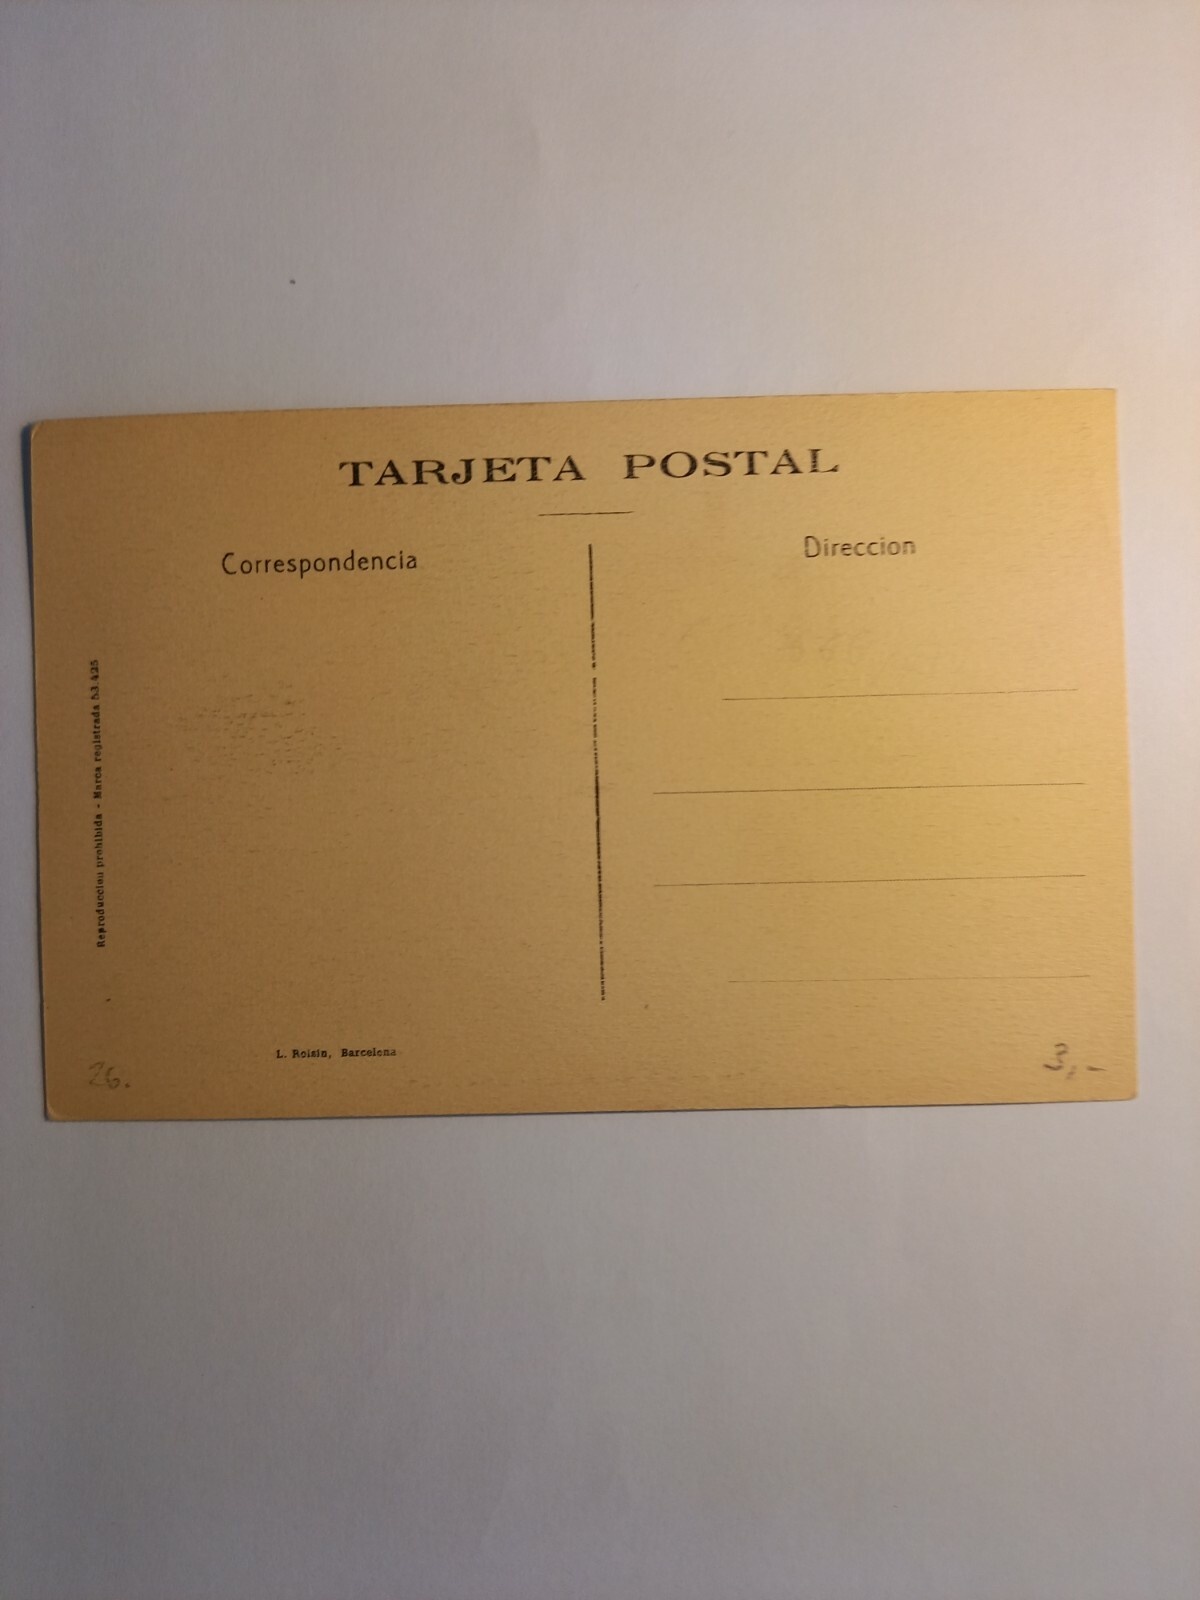 TARJETA POSTAL
Correspondencia
Direccion
Reproduccion prohibida - Marca registrada 53.425
L. Roisin, Barcelona
26.
3,-